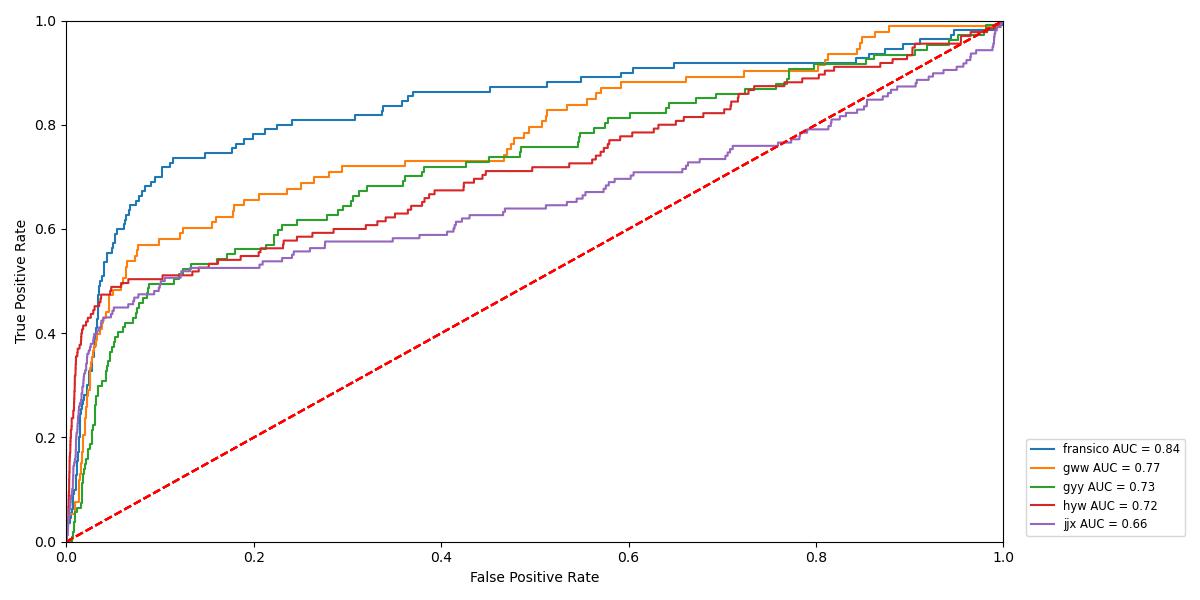 1.0
0.8
0.6
0.4
0.2
0.0
True Positive Rate
0.0 0.2 0.4 0.6 0.8 1.0
False Positive Rate
fransico AUC = 0.84
gww AUC = 0.77
gyy AUC = 0.73
hyw AUC = 0.72
jjx AUC = 0.66